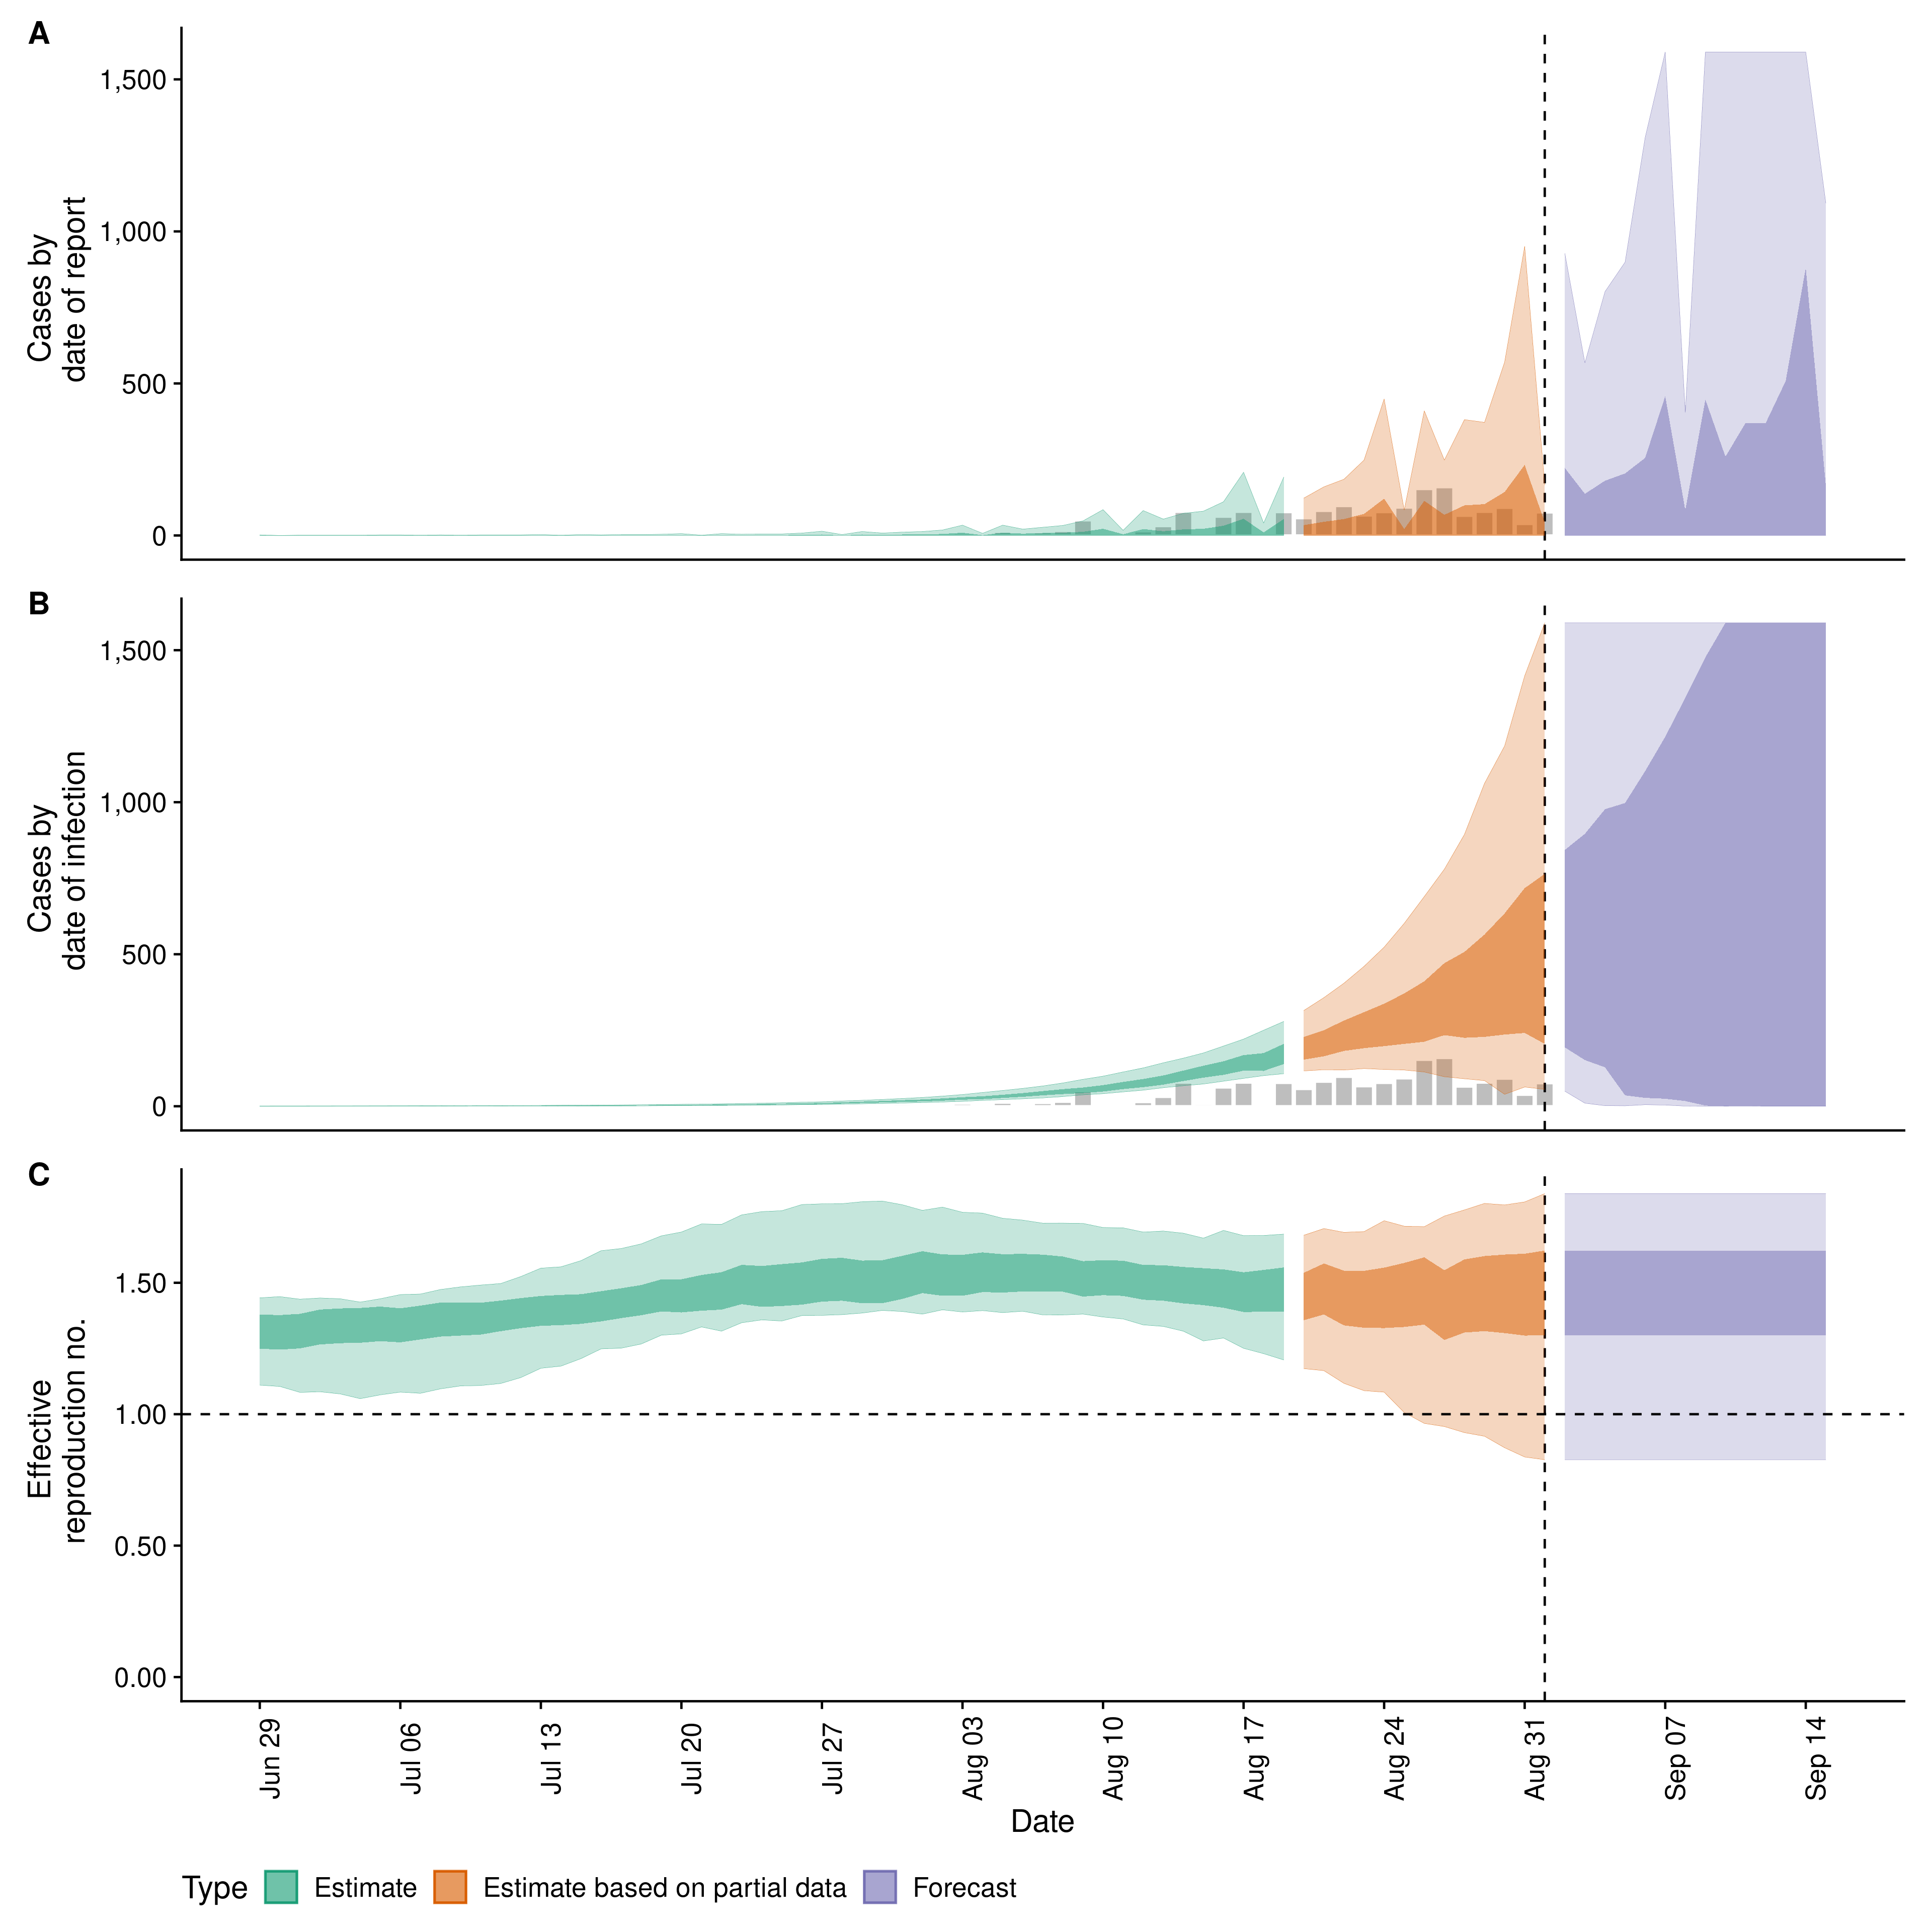 A
1,500
1,000
500
0
Cases by
date of report
B
1,500
1,000
500
0
Cases by
date of infection
C
1.50
1.00
0.50
0.00
Effective
reproduction no.
Jun 29
Jul 06
Jul 13
Jul 20
Jul 27
Aug 03
Aug 10
Aug 17
Aug 24
Aug 31
Sep 07
Sep 14
Date
Type Estimate Estimate based on partial data Forecast